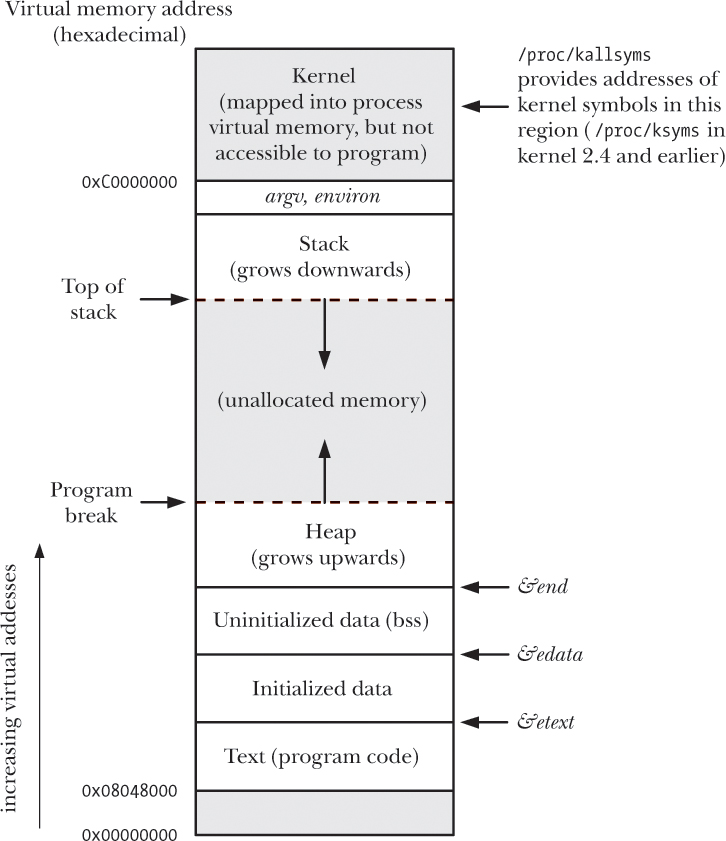 Virtual memory address
(hexadecimal)
/proc/kallsyms
provides addresses of
kernel symbols in this
region (/proc/ksyms in
kernel 2.4 and earlier)
Kernel
(mapped into process
virtual memory, but not
accessible to program)
0xC0000000
argv, environ
Stack
(grows downwards)
Top of
stack
(unallocated memory)
Program
break
Heap
(grows upwards)
&end
Uninitialized data (bss)
&edata
Initialized data
&etext
Text (program code)
0x08048000
0x00000000
increasing virtual addesses